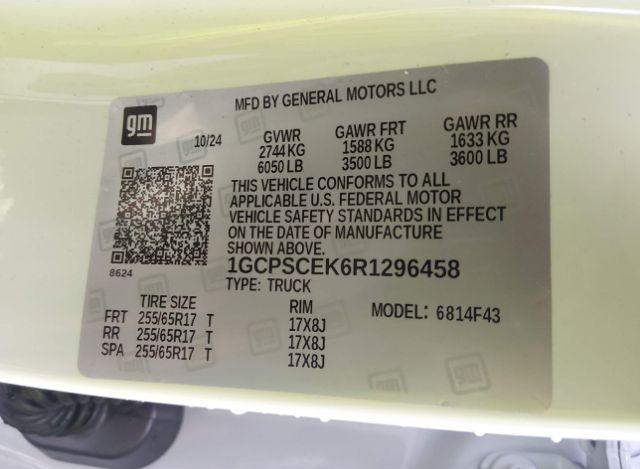 gm
MFD BY GENERAL MOTORS LLC
10/24
GVWR GAWR FRT GAWR RR
2744 KG 1588 KG 1633 KG
6050 LB 3500 LB 3600 LB
THIS VEHICLE CONFORMS TO ALL
APPLICABLE U.S. FEDERAL MOTOR
VEHICLE SAFETY STANDARDS IN EFFECT
ON THE DATE OF MANUFACTURE
SHOWN ABOVE.
8624
1GCPSCEK6R1296458
TYPE: TRUCK
TIRE SIZE RIM
FRT 255/65R17 T 17X8J
RR 255/65R17 T 17X8J
SPA 255/65R17 T 17X8J
MODEL: 6814F43